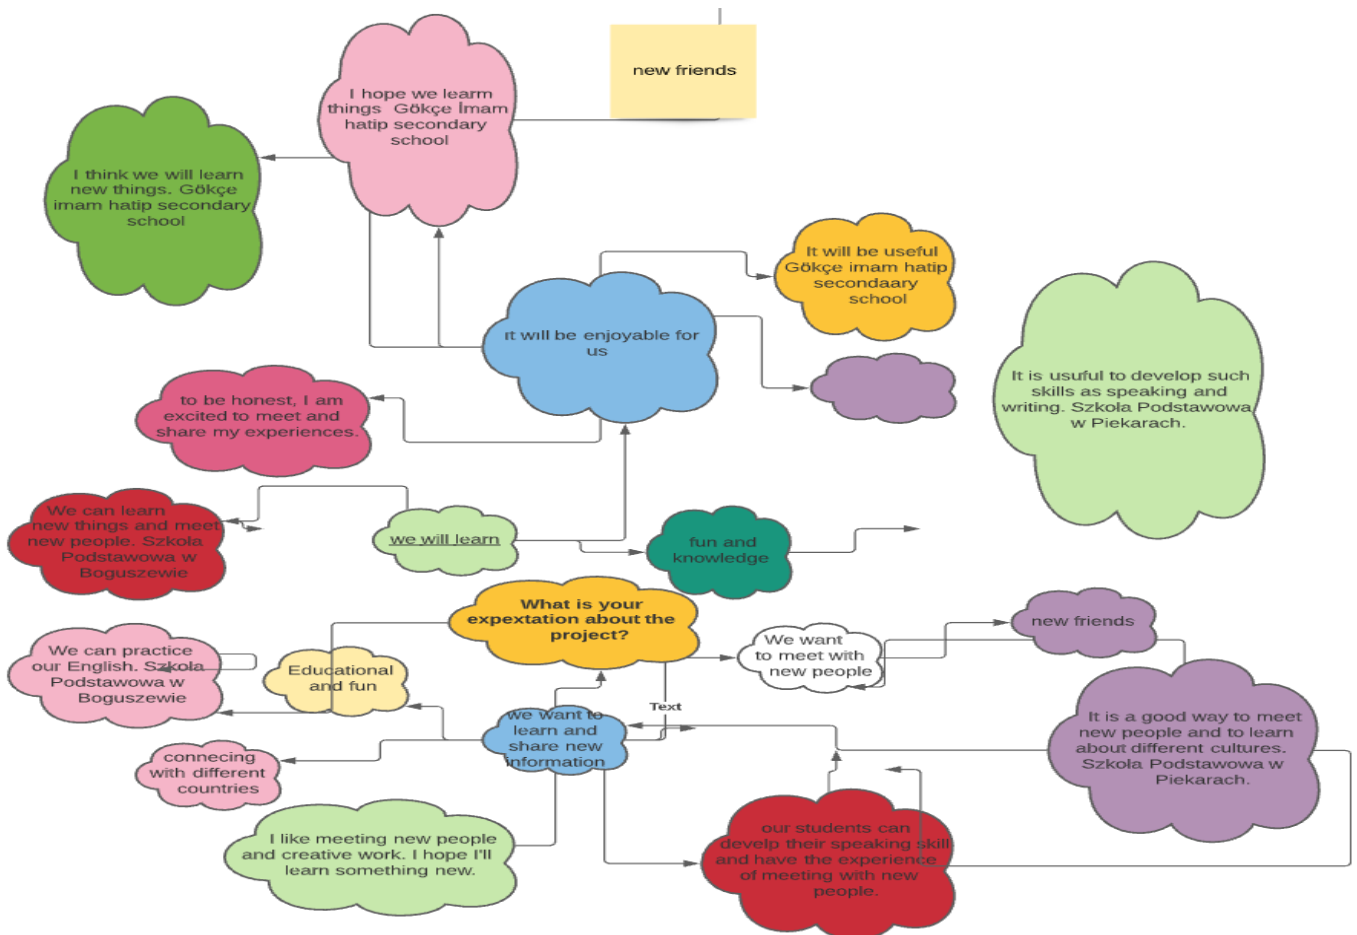 new friends
I hope we learm
things Gökçe İmam
hatip secondary
school
I think we will learn
new things. Gökçe
imam hatip secondary
school
It will be useful
Gökçe imam hatip
secondaary
school
it will be enjoyable for
us
It is usuful to develop such
skills as speaking and
writing. Szkoła Podstawowa
w Piekarach.
to be honest, I am
excited to meet and
share my experiences.
We can learn
new things and meet
new people. Szkoła
Podstawowa w
Boguszewie
we will learn
fun and
knowledge
What is your
expextation about the
project?
new friends
We want
to meet with
new people
We can practice
our English. Szkoła
Podstawowa w
Boguszewie
Educational
and fun
Text
we want to
learn and
share new
information
It is a good way to meet
new people and to learn
about different cultures.
Szkoła Podstawowa w
Piekarach.
connecing
with different
countries
I like meeting new people
and creative work. I hope I'll
learn something new.
our students can
develp their speaking skill
and have the experience
of meeting with new
people.